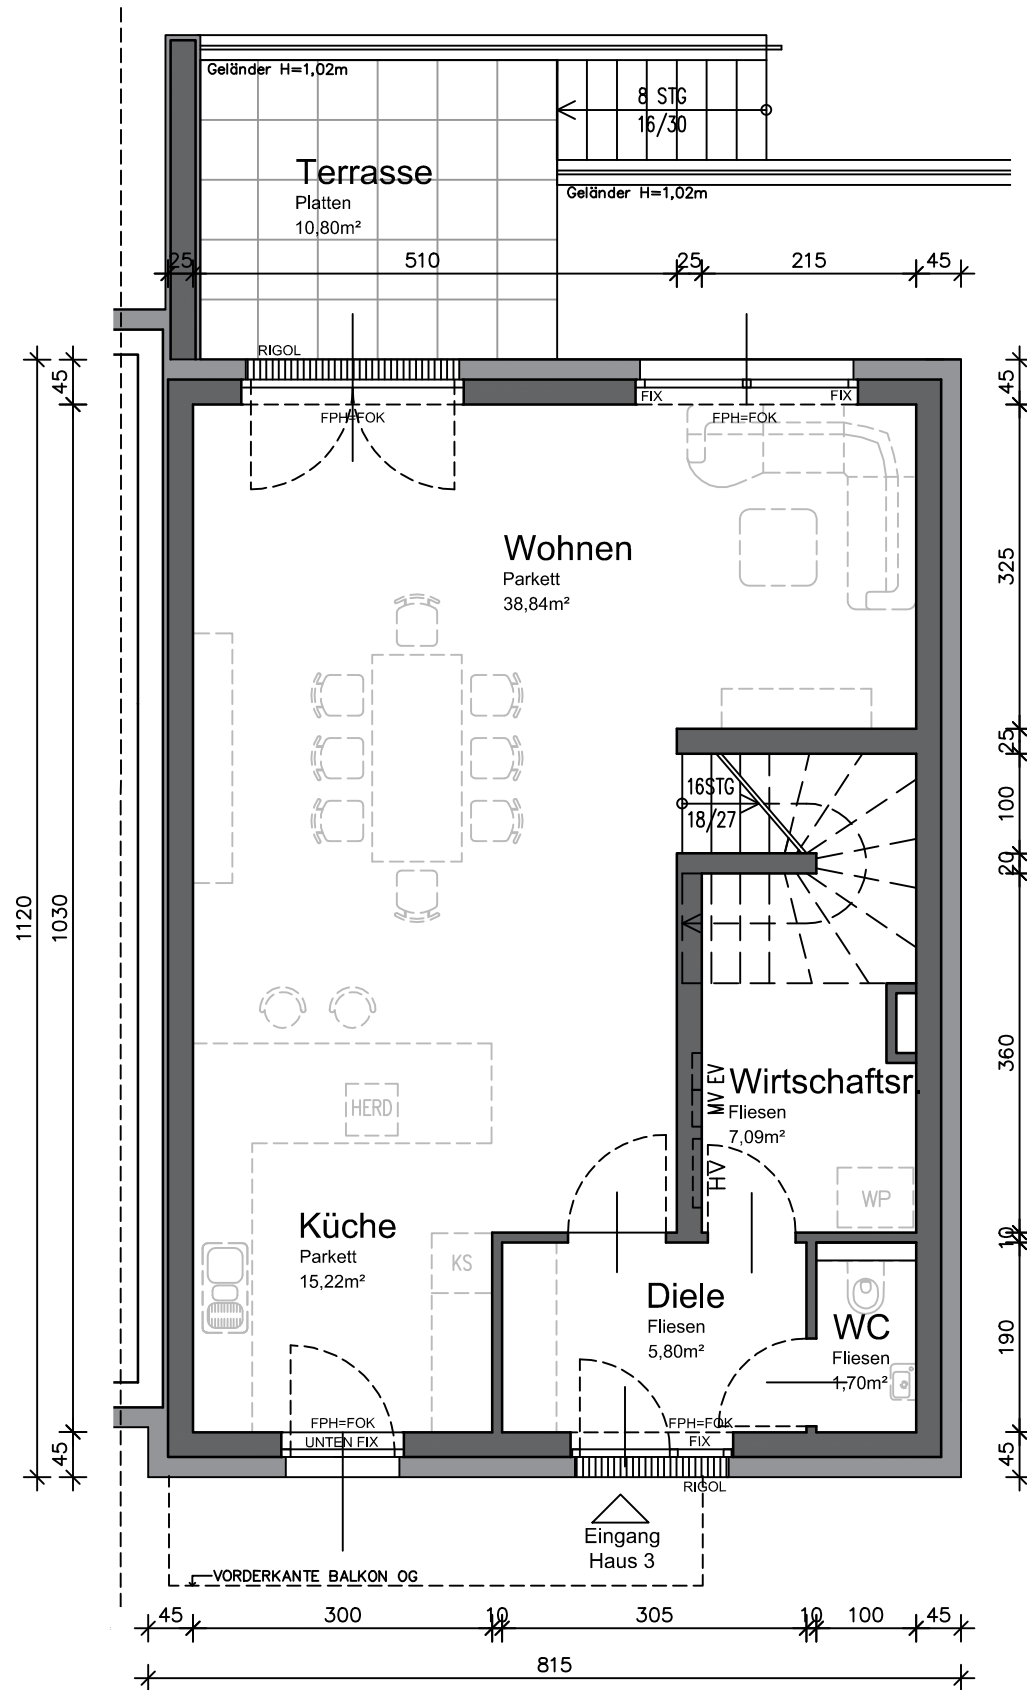 Geländer H=1,02m
8 STG
16/30
Terrasse
Platten
10,80m²
Geländer H=1,02m
25 510 25 215 45
RIGOL
FIX FIX
FPH=FOK FPH=FOK
45 45
Wohnen
Parkett
38,84m²
325
25
16STG
18/27
100
20
1120
1030
HERD
MV EV
Wirtschaftsr.
Fliesen
7,09m²
360
HV
WP
Küche
Parkett
15,22m²
KS
10
Diele
Fliesen
5,80m²
WC
Fliesen
1,70m²
190
FPH=FOK FPH=FOK
UNTEN FIX FIX
45 45
RIGOL
Eingang
Haus 3
VORDERKANTE BALKON OG
45 300 10 305 10 100 45
815